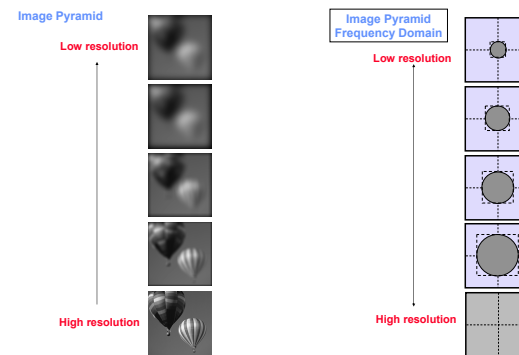 Image Pyramid
Low resolution
High resolution
Image Pyramid
Frequency Domain
Low resolution
High resolution